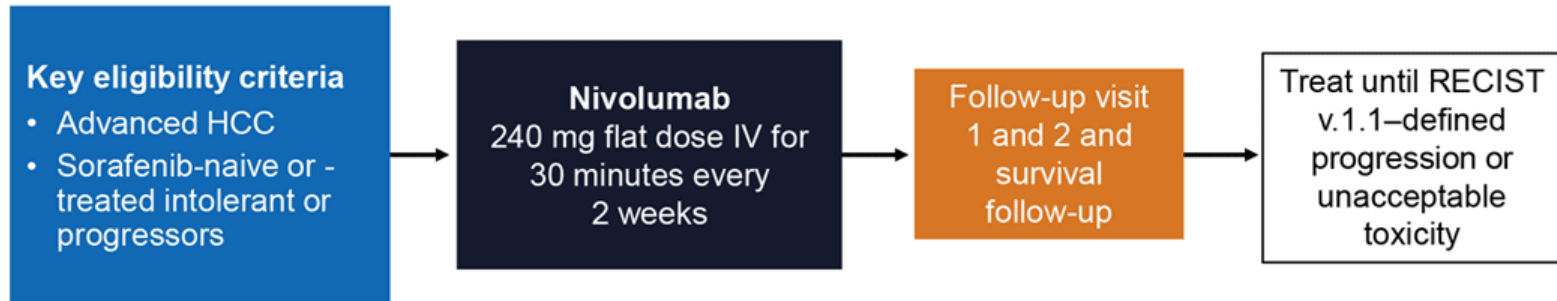 Key eligibility criteria
• Advanced HCC
• Sorafenib-naive or -
treated intolerant or
progressors
Nivolumab
240 mg flat dose IV for
30 minutes every
2 weeks
Follow-up visit
1 and 2 and
survival
follow-up
Treat until RECIST
v.1.1–defined
progression or
unacceptable
toxicity